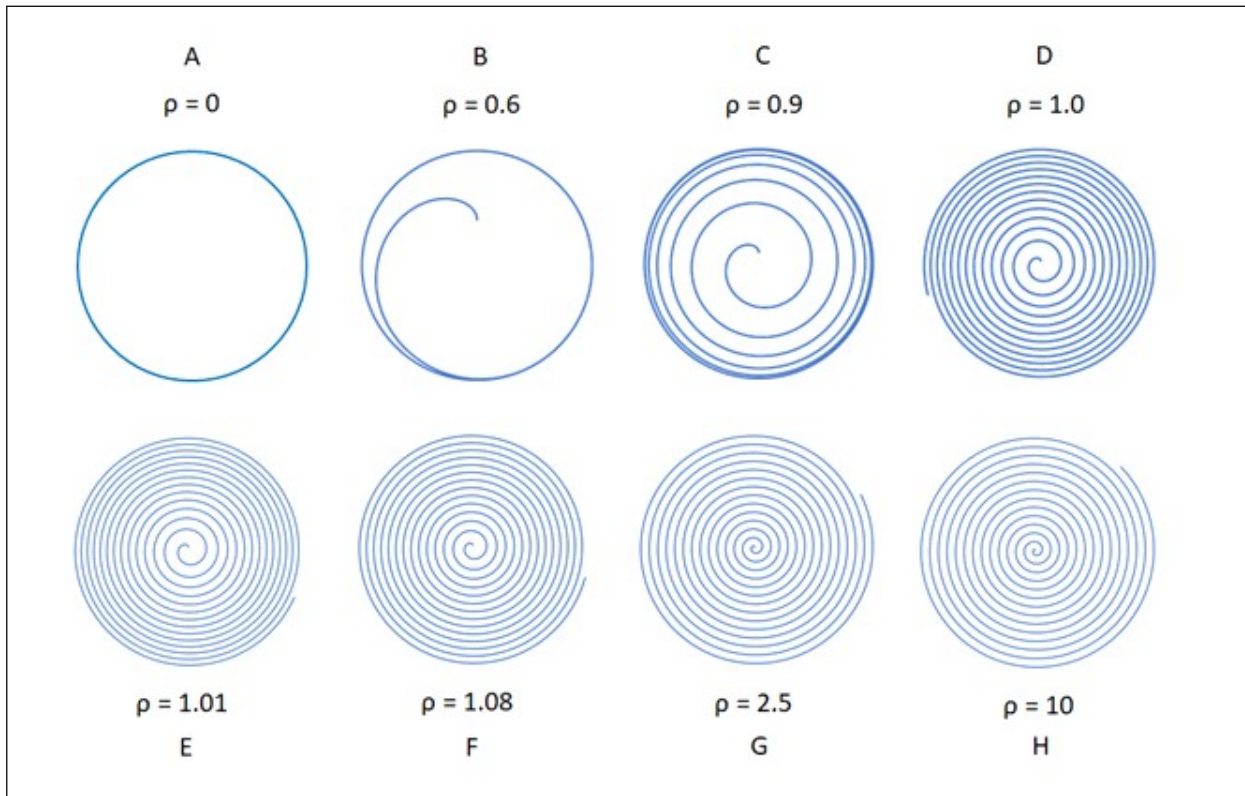 A B C D
ρ = 0 ρ = 0.6 ρ = 0.9 ρ = 1.0
ρ = 1.01 ρ = 1.08 ρ = 2.5 ρ = 10
E F G H